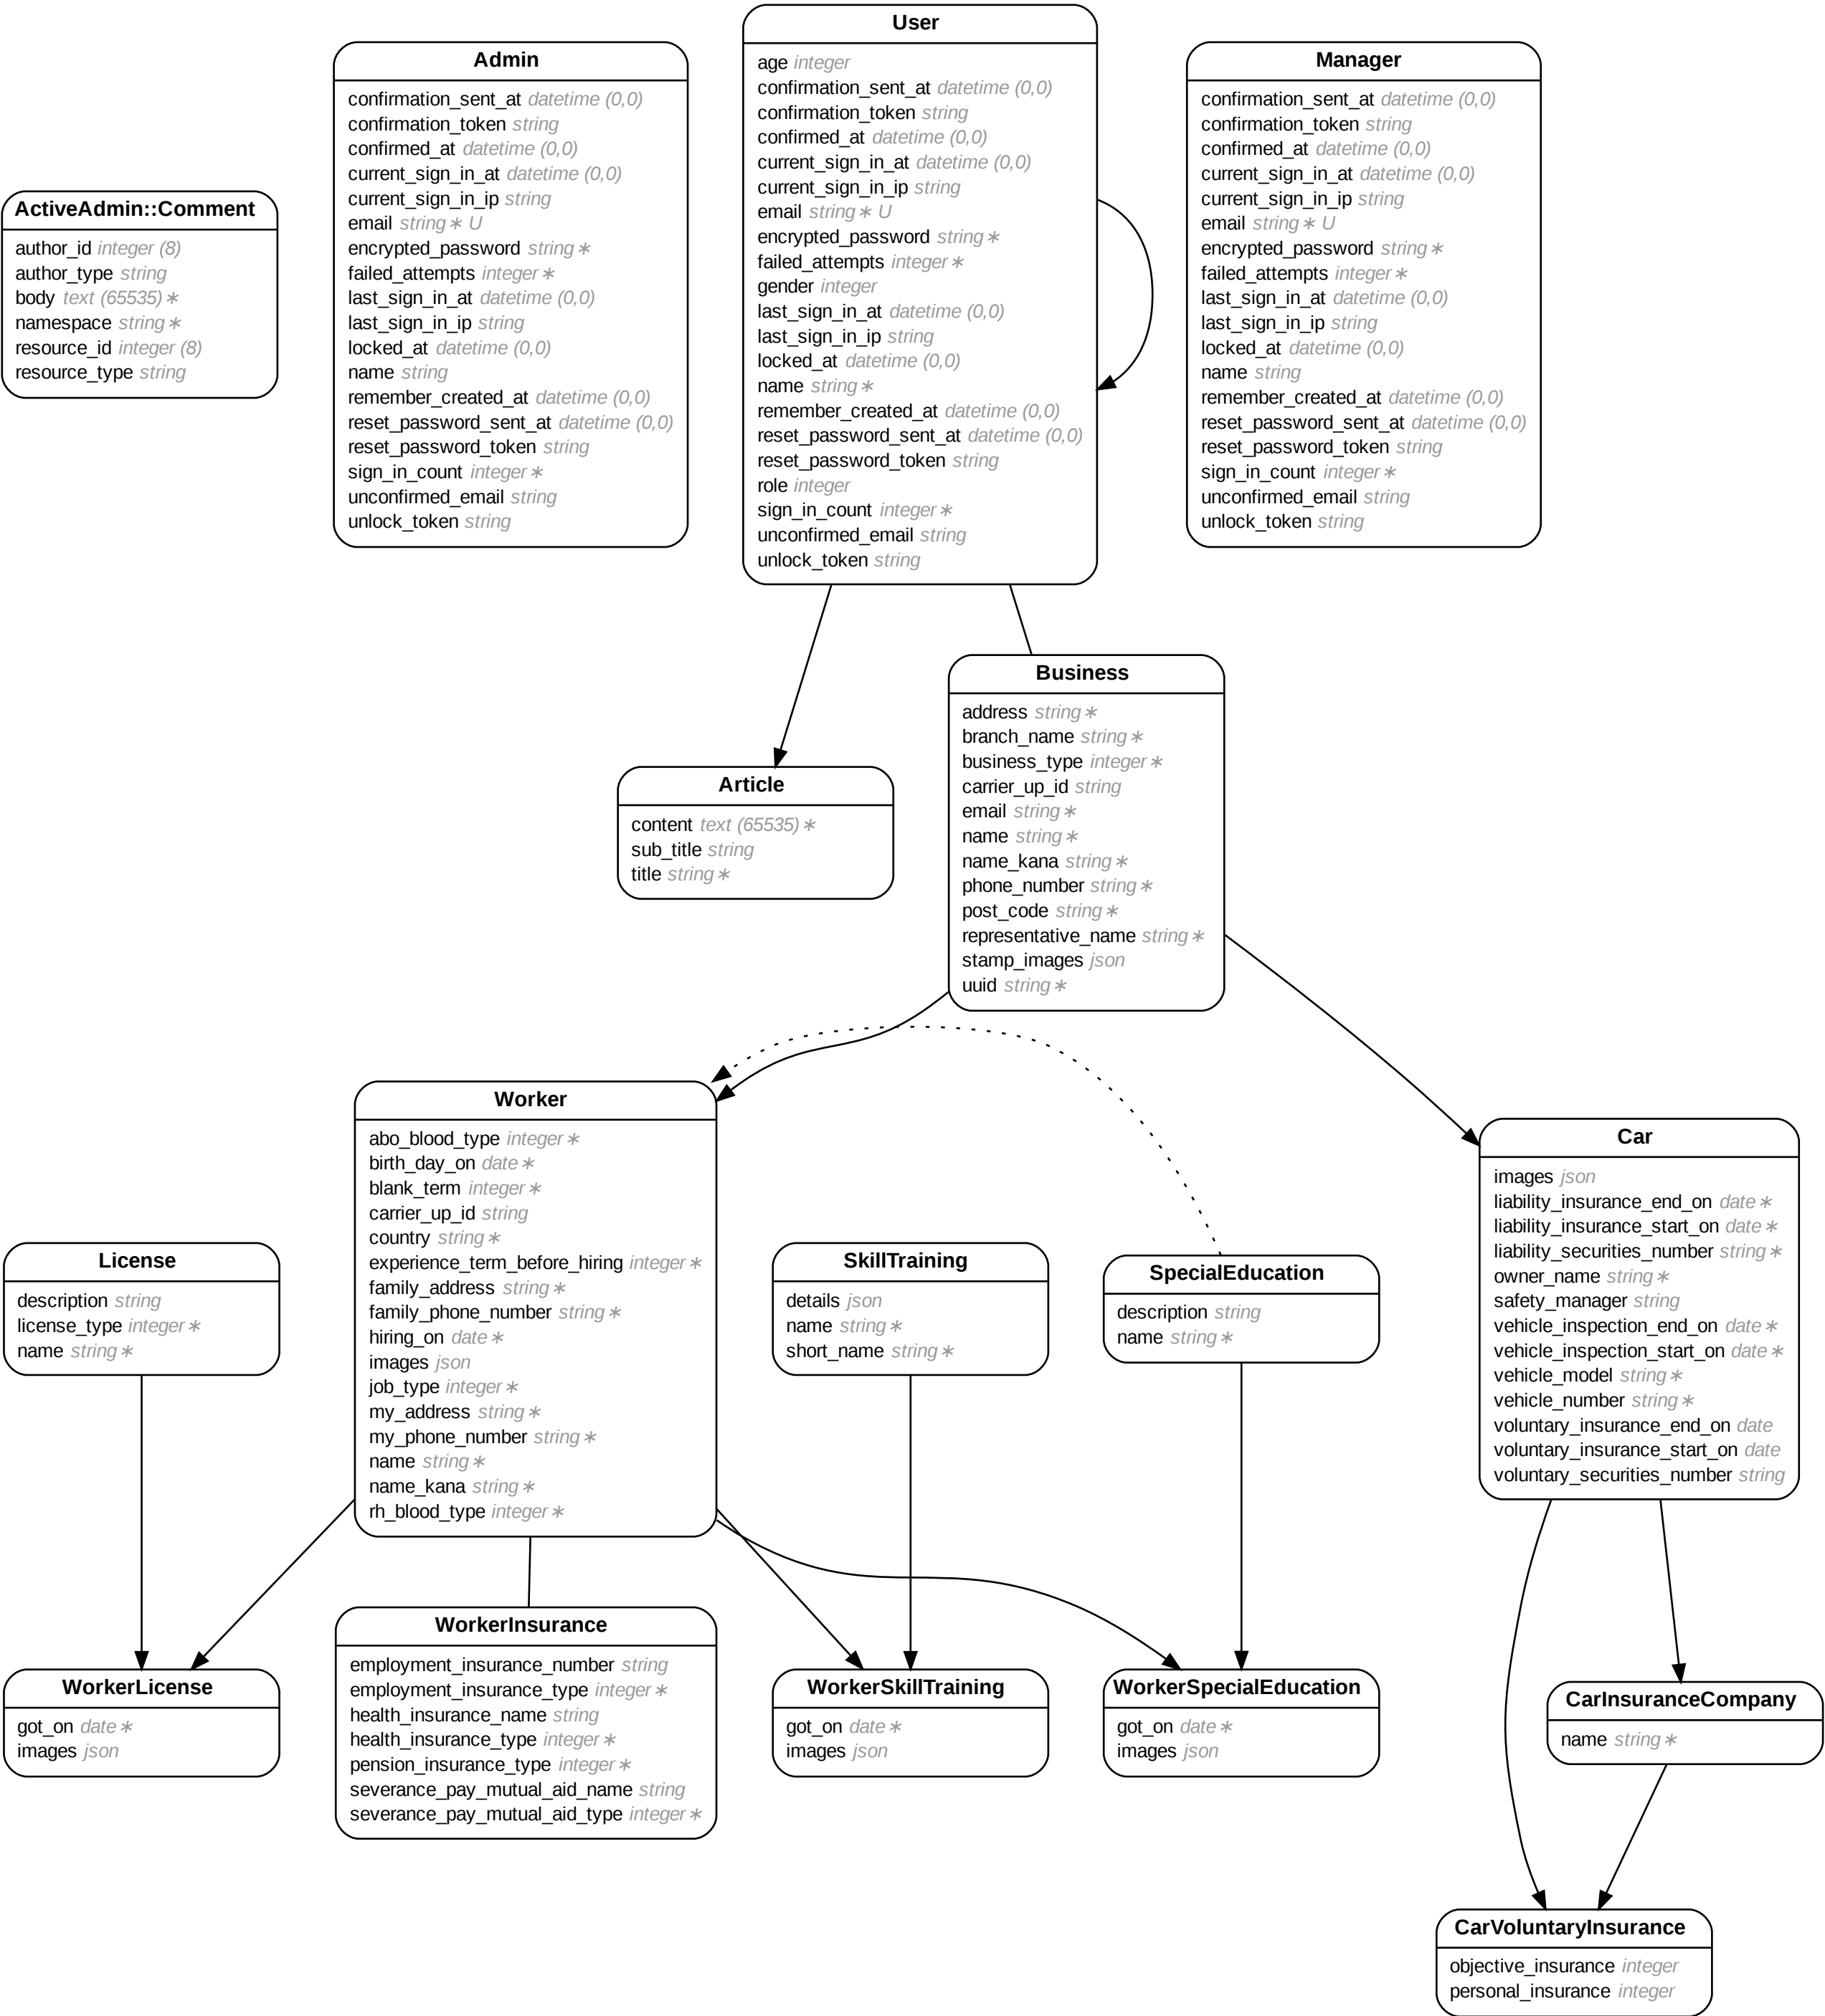 User
age integer
confirmation_sent_at datetime (0,0)
confirmation_token string
confirmed_at datetime (0,0)
current_sign_in_at datetime (0,0)
current_sign_in_ip string
email string∗ U
encrypted_password string∗
failed_attempts integer∗
gender integer
last_sign_in_at datetime (0,0)
last_sign_in_ip string
locked_at datetime (0,0)
name string∗
remember_created_at datetime (0,0)
reset_password_sent_at datetime (0,0)
reset_password_token string
role integer
sign_in_count integer∗
unconfirmed_email string
unlock_token string
Admin
confirmation_sent_at datetime (0,0)
confirmation_token string
confirmed_at datetime (0,0)
current_sign_in_at datetime (0,0)
current_sign_in_ip string
email string∗ U
encrypted_password string∗
failed_attempts integer∗
last_sign_in_at datetime (0,0)
last_sign_in_ip string
locked_at datetime (0,0)
name string
remember_created_at datetime (0,0)
reset_password_sent_at datetime (0,0)
reset_password_token string
sign_in_count integer∗
unconfirmed_email string
unlock_token string
Manager
confirmation_sent_at datetime (0,0)
confirmation_token string
confirmed_at datetime (0,0)
current_sign_in_at datetime (0,0)
current_sign_in_ip string
email string∗ U
encrypted_password string∗
failed_attempts integer∗
last_sign_in_at datetime (0,0)
last_sign_in_ip string
locked_at datetime (0,0)
name string
remember_created_at datetime (0,0)
reset_password_sent_at datetime (0,0)
reset_password_token string
sign_in_count integer∗
unconfirmed_email string
unlock_token string
ActiveAdmin::Comment
author_id integer (8)
author_type string
body text (65535)∗
namespace string∗
resource_id integer (8)
resource_type string
Business
address string∗
branch_name string∗
business_type integer∗
carrier_up_id string
email string∗
name string∗
name_kana string∗
phone_number string∗
post_code string∗
representative_name string∗
stamp_images json
uuid string∗
Article
content text (65535)∗
sub_title string
title string∗
Worker
abo_blood_type integer∗
birth_day_on date∗
blank_term integer∗
carrier_up_id string
country string∗
experience_term_before_hiring integer∗
family_address string∗
family_phone_number string∗
hiring_on date∗
images json
job_type integer∗
my_address string∗
my_phone_number string∗
name string∗
name_kana string∗
rh_blood_type integer∗
Car
images json
liability_insurance_end_on date∗
liability_insurance_start_on date∗
liability_securities_number string∗
owner_name string∗
safety_manager string
vehicle_inspection_end_on date∗
vehicle_inspection_start_on date∗
vehicle_model string∗
vehicle_number string∗
voluntary_insurance_end_on date
voluntary_insurance_start_on date
voluntary_securities_number string
License
description string
license_type integer∗
name string∗
SkillTraining
details json
name string∗
short_name string∗
SpecialEducation
description string
name string∗
WorkerInsurance
employment_insurance_number string
employment_insurance_type integer∗
health_insurance_name string
health_insurance_type integer∗
pension_insurance_type integer∗
severance_pay_mutual_aid_name string
severance_pay_mutual_aid_type integer∗
WorkerLicense
got_on date∗
images json
WorkerSkillTraining
got_on date∗
images json
WorkerSpecialEducation
got_on date∗
images json
CarInsuranceCompany
name string∗
CarVoluntaryInsurance
objective_insurance integer
personal_insurance integer